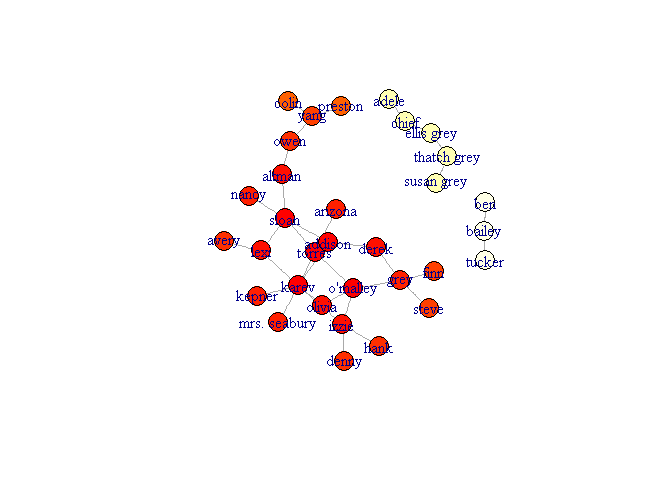 colin
preston
adele
yang
chief
ellis grey
owen
thatch grey
altman
susan grey
nancy
ben
arizona
sloan
bailey
avery
lexi
addison
torres
derek
tucker
finn
grey
karev
o'malley
kepner
olivia
steve
mrs. seabury
izzie
hank
denny